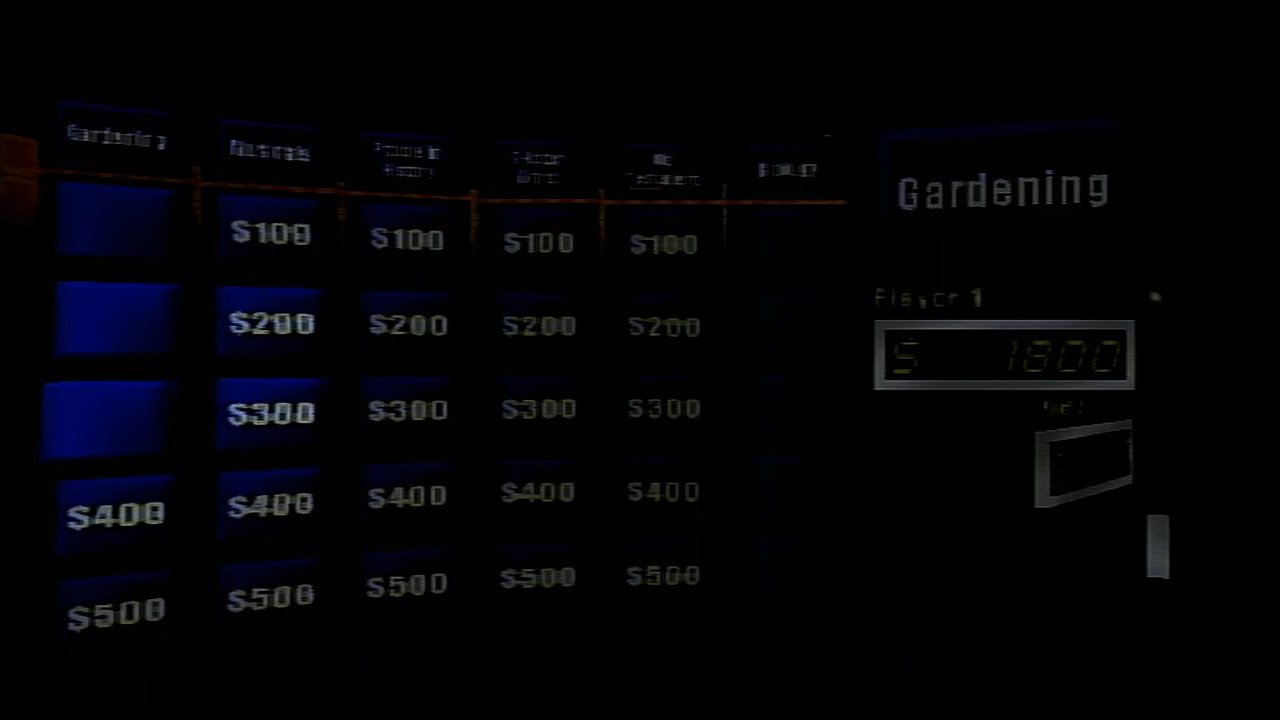 Gardening
Minerals
$100 $100 $100 $100
$200 $200 $200 $200
$300 $300 $300 $300
$400 $400 $400 $400 $400
$500 $500 $500 $500 $500
Gardening
Player 1
$ 1800